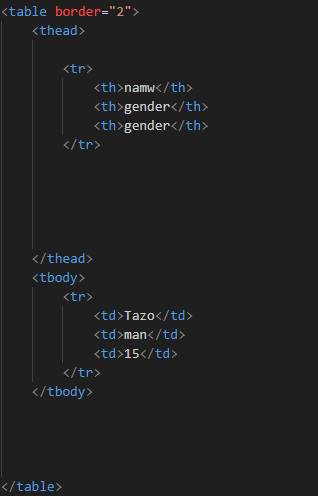 <table border="2">
<thead>
<tr>
<th>namw</th>
<th>gender</th>
<th>gender</th>
</tr>
</thead>
<tbody>
<tr>
<td>Tazo</td>
<td>man</td>
<td>15</td>
</tr>
</tbody>
</table>